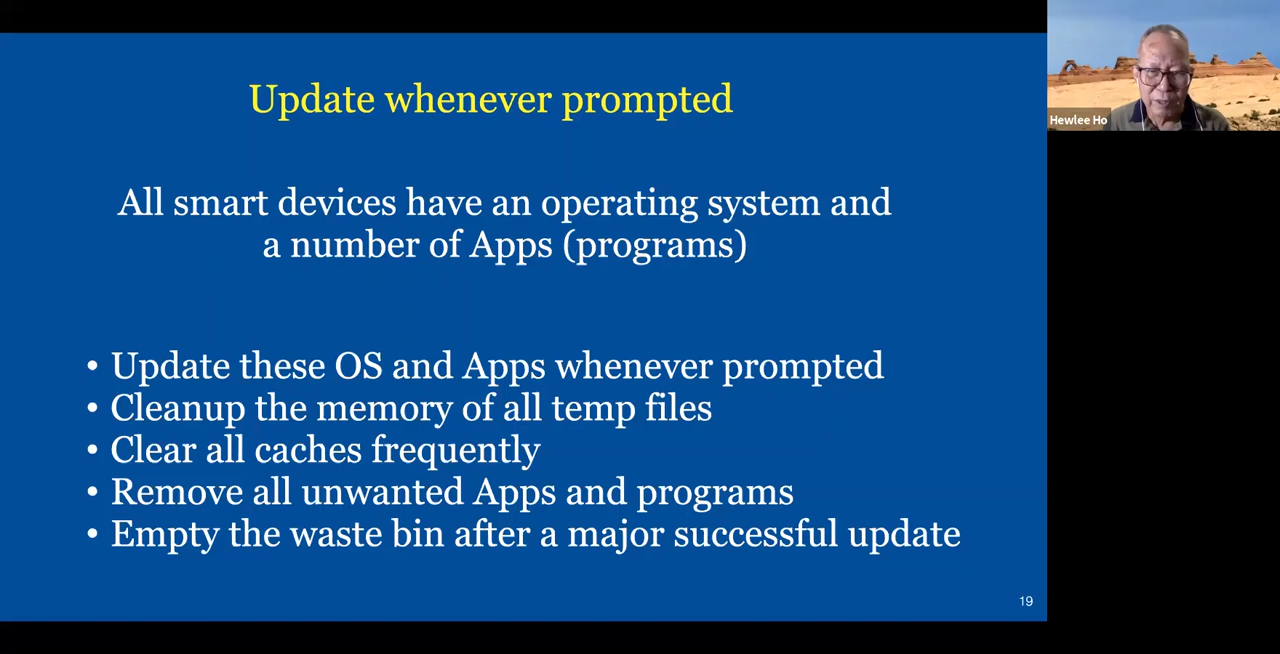 Update whenever prompted
All smart devices have an operating system and
a number of Apps (programs)
• Update these OS and Apps whenever prompted
• Cleanup the memory of all temp files
• Clear all caches frequently
• Remove all unwanted Apps and programs
• Empty the waste bin after a major successful update
19
Hewlee Ho